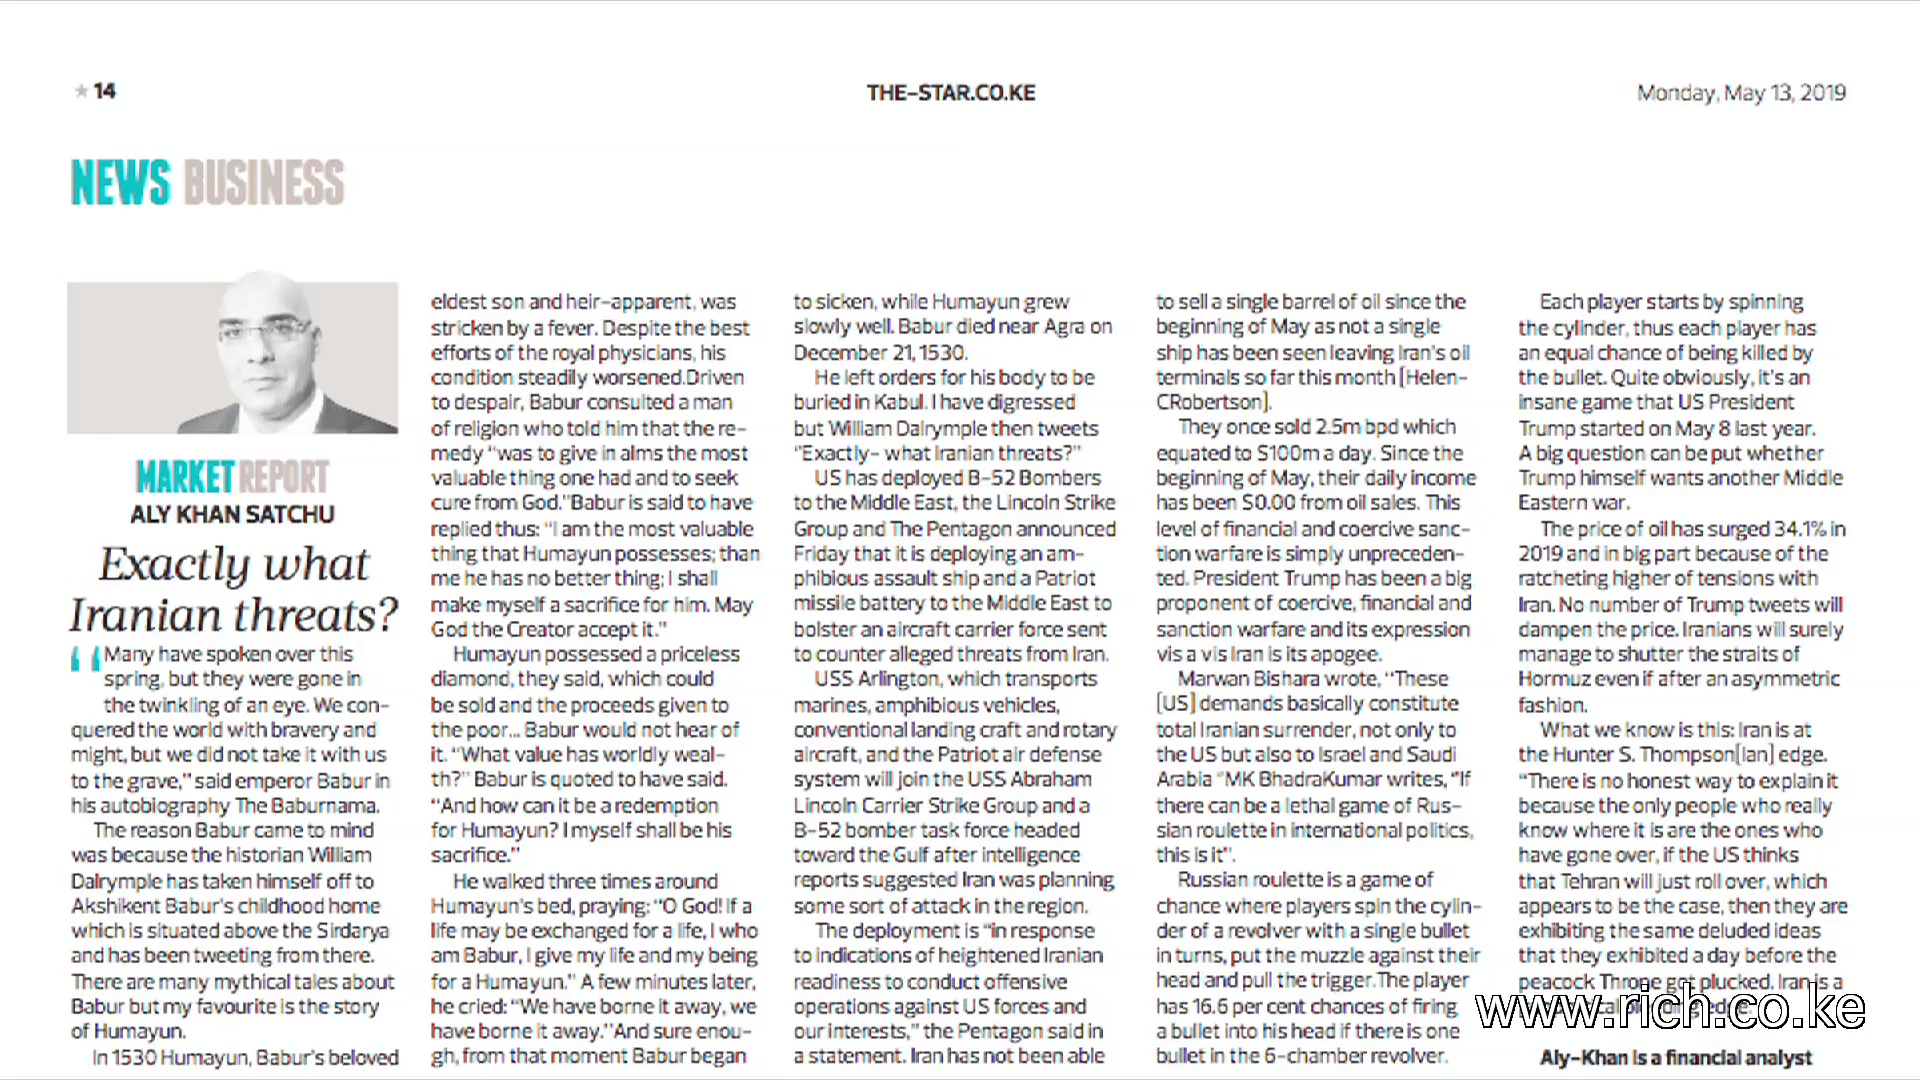 ★ 14
THE-STAR.CO.KE
Monday, May 13, 2019
NEWS BUSINESS
MARKET REPORT
ALY KHAN SATCHU
Exactly what
Iranian threats?
“Many have spoken over this
spring, but they were gone in
the twinkling of an eye. We con-
quered the world with bravery and
might, but we did not take it with us
to the grave,” said emperor Babur in
his autobiography The Baburnama.
The reason Babur came to mind
was because the historian William
Dalrymple has taken himself off to
Akshikent Babur's childhood home
which is situated above the Sirdarya
and has been tweeting from there.
There are many mythical tales about
Babur but my favourite is the story
of Humayun.
In 1530 Humayun, Babur's beloved
eldest son and heir-apparent, was
stricken by a fever. Despite the best
efforts of the royal physicians, his
condition steadily worsened.Driven
to despair, Babur consulted a man
of religion who told him that the re-
medy “was to give in alms the most
valuable thing one had and to seek
cure from God.”Babur is said to have
replied thus: “I am the most valuable
thing that Humayun possesses; than
me he has no better thing; I shall
make myself a sacrifice for him. May
God the Creator accept it.”
Humayun possessed a priceless
diamond, they said, which could
be sold and the proceeds given to
the poor... Babur would not hear of
it. “What value has worldly weal-
th?” Babur is quoted to have said.
“And how can it be a redemption
for Humayun? I myself shall be his
sacrifice.”
He walked three times around
Humayun's bed, praying: “O God! If a
life may be exchanged for a life, I who
am Babur, I give my life and my being
for a Humayun.” A few minutes later,
he cried: “We have borne it away, we
have borne it away.”And sure enou-
gh, from that moment Babur began
to sicken, while Humayun grew
slowly well. Babur died near Agra on
December 21, 1530.
He left orders for his body to be
buried in Kabul. I have digressed
but William Dalrymple then tweets
“Exactly- what Iranian threats?”
US has deployed B-52 Bombers
to the Middle East, the Lincoln Strike
Group and The Pentagon announced
Friday that it is deploying an am-
phibious assault ship and a Patriot
missile battery to the Middle East to
bolster an aircraft carrier force sent
to counter alleged threats from Iran.
USS Arlington, which transports
marines, amphibious vehicles,
conventional landing craft and rotary
aircraft, and the Patriot air defense
system will join the USS Abraham
Lincoln Carrier Strike Group and a
B-52 bomber task force headed
toward the Gulf after intelligence
reports suggested Iran was planning
some sort of attack in the region.
The deployment is “in response
to indications of heightened Iranian
readiness to conduct offensive
operations against US forces and
our interests,” the Pentagon said in
a statement. Iran has not been able
to sell a single barrel of oil since the
beginning of May as not a single
ship has been seen leaving Iran's oil
terminals so far this month [Helen-
CRobertson].
They once sold 2.5m bpd which
equated to $100m a day. Since the
beginning of May, their daily income
has been $0.00 from oil sales. This
level of financial and coercive sanc-
tion warfare is simply unpreceden-
ted. President Trump has been a big
proponent of coercive, financial and
sanction warfare and its expression
vis a vis Iran is its apogee.
Marwan Bishara wrote, “These
[US] demands basically constitute
total Iranian surrender, not only to
the US but also to Israel and Saudi
Arabia “MK BhadraKumar writes, “If
there can be a lethal game of Rus-
sian roulette in international politics,
this is it”.
Russian roulette is a game of
chance where players spin the cylin-
der of a revolver with a single bullet
in turns, put the muzzle against their
head and pull the trigger.The player
has 16.6 per cent chances of firing
a bullet into his head if there is one
bullet in the 6-chamber revolver.
Each player starts by spinning
the cylinder, thus each player has
an equal chance of being killed by
the bullet. Quite obviously, it's an
insane game that US President
Trump started on May 8 last year.
A big question can be put whether
Trump himself wants another Middle
Eastern war.
The price of oil has surged 34.1% in
2019 and in big part because of the
ratcheting higher of tensions with
Iran. No number of Trump tweets will
dampen the price. Iranians will surely
manage to shutter the straits of
Hormuz even if after an asymmetric
fashion.
What we know is this: Iran is at
the Hunter S. Thompson[Ian] edge.
“There is no honest way to explain it
because the only people who really
know where it is are the ones who
have gone over, if the US thinks
that Tehran will just roll over, which
appears to be the case, then they are
exhibiting the same deluded ideas
that they exhibited a day before the
peacock Throne got plucked. Iran is a
edge.
Aly-Khan is a financial analyst
www.rich.co.ke